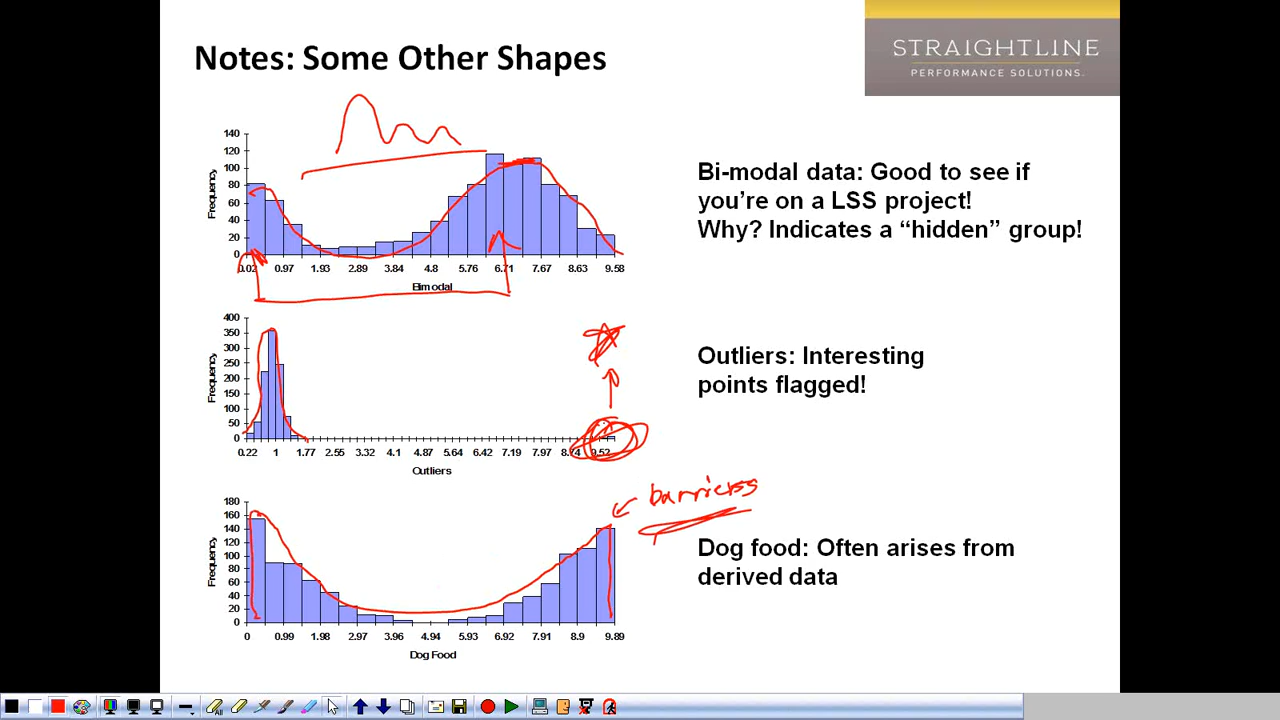 Notes: Some Other Shapes
STRAIGHTLINE
PERFORMANCE SOLUTIONS.
140
120
100
80
60
40
20
0
Frequency
0.02 0.97 1.93 2.89 3.84 4.8 5.76 6.71 7.67 8.63 9.58
Bimodal
Bi-modal data: Good to see if
you’re on a LSS project!
Why? Indicates a “hidden” group!
400
350
300
250
200
150
100
50
0
Frequency
0.22 1 1.77 2.55 3.32 4.1 4.87 5.64 6.42 7.19 7.97 8.74 9.52
Outliers
Outliers: Interesting
points flagged!
180
160
140
120
100
80
60
40
20
0
Frequency
0 0.99 1.98 2.97 3.96 4.94 5.93 6.92 7.91 8.9 9.89
Dog Food
Dog food: Often arises from
derived data